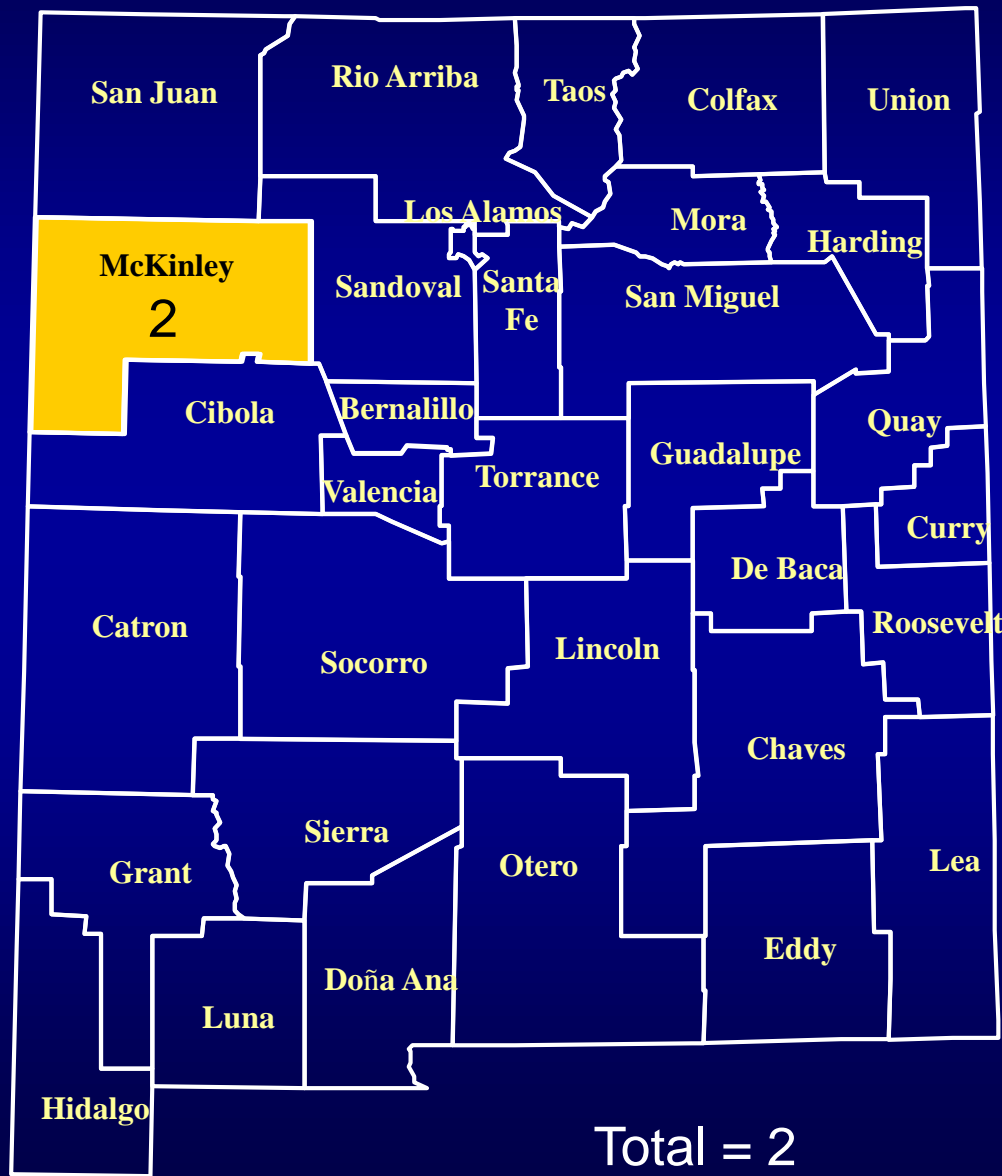 San Juan
Rio Arriba
Taos
Colfax
Union
Los Alamos
Mora
Harding
McKinley
2
Sandoval
Santa
Fe
San Miguel
Cibola
Bernalillo
Quay
Guadalupe
Torrance
Valencia
Curry
De Baca
Catron
Roosevelt
Socorro
Lincoln
Chaves
Sierra
Grant
Otero
Lea
Eddy
Doña Ana
Luna
Hidalgo
Total = 2